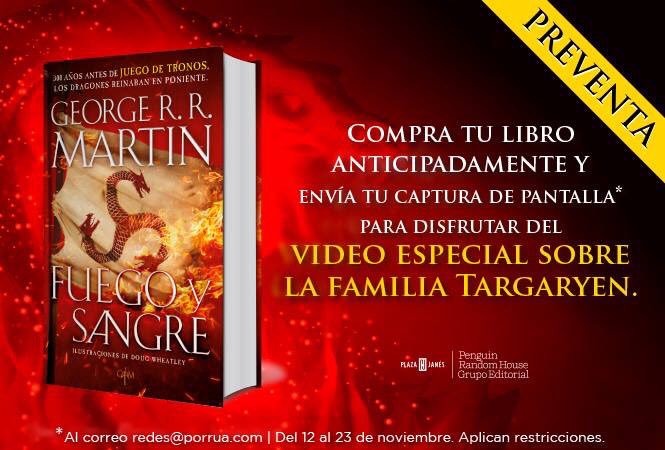 PREVENTA
300 AÑOS ANTES DE JUEGO DE TRONOS,
LOS DRAGONES REINABAN EN PONIENTE.
GEORGE R. R.
MARTIN
FUEGO Y
SANGRE
ILUSTRACIONES DE DOUG WHEATLEY
COMPRA TU LIBRO
ANTICIPADAMENTE Y
ENVÍA TU CAPTURA DE PANTALLA*
PARA DISFRUTAR DEL
VIDEO ESPECIAL SOBRE
LA FAMILIA TARGARYEN.
PLAZA JANÉS
Penguin
Random House
Grupo Editorial
*Al correo redes@porrua.com | Del 12 al 23 de noviembre. Aplican restricciones.